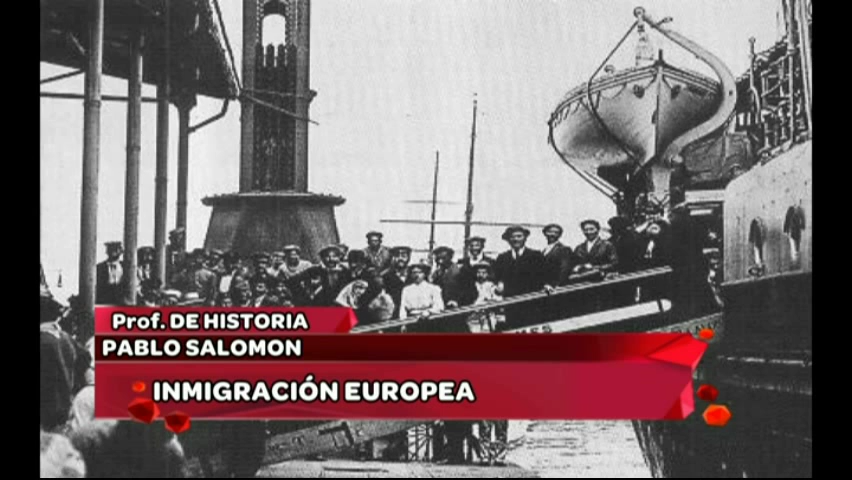 Prof. DE HISTORIA
PABLO SALOMON
INMIGRACIÓN EUROPEA